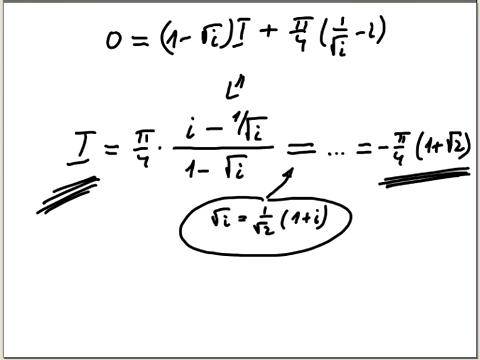 0 = (1 - √i) I + π/4 (1/√i - i)
I = π/4 · (i - 1/√i)/(1 - √i) = ... = - π/4 (1+√2)
√i = 1/√2 (1+i)